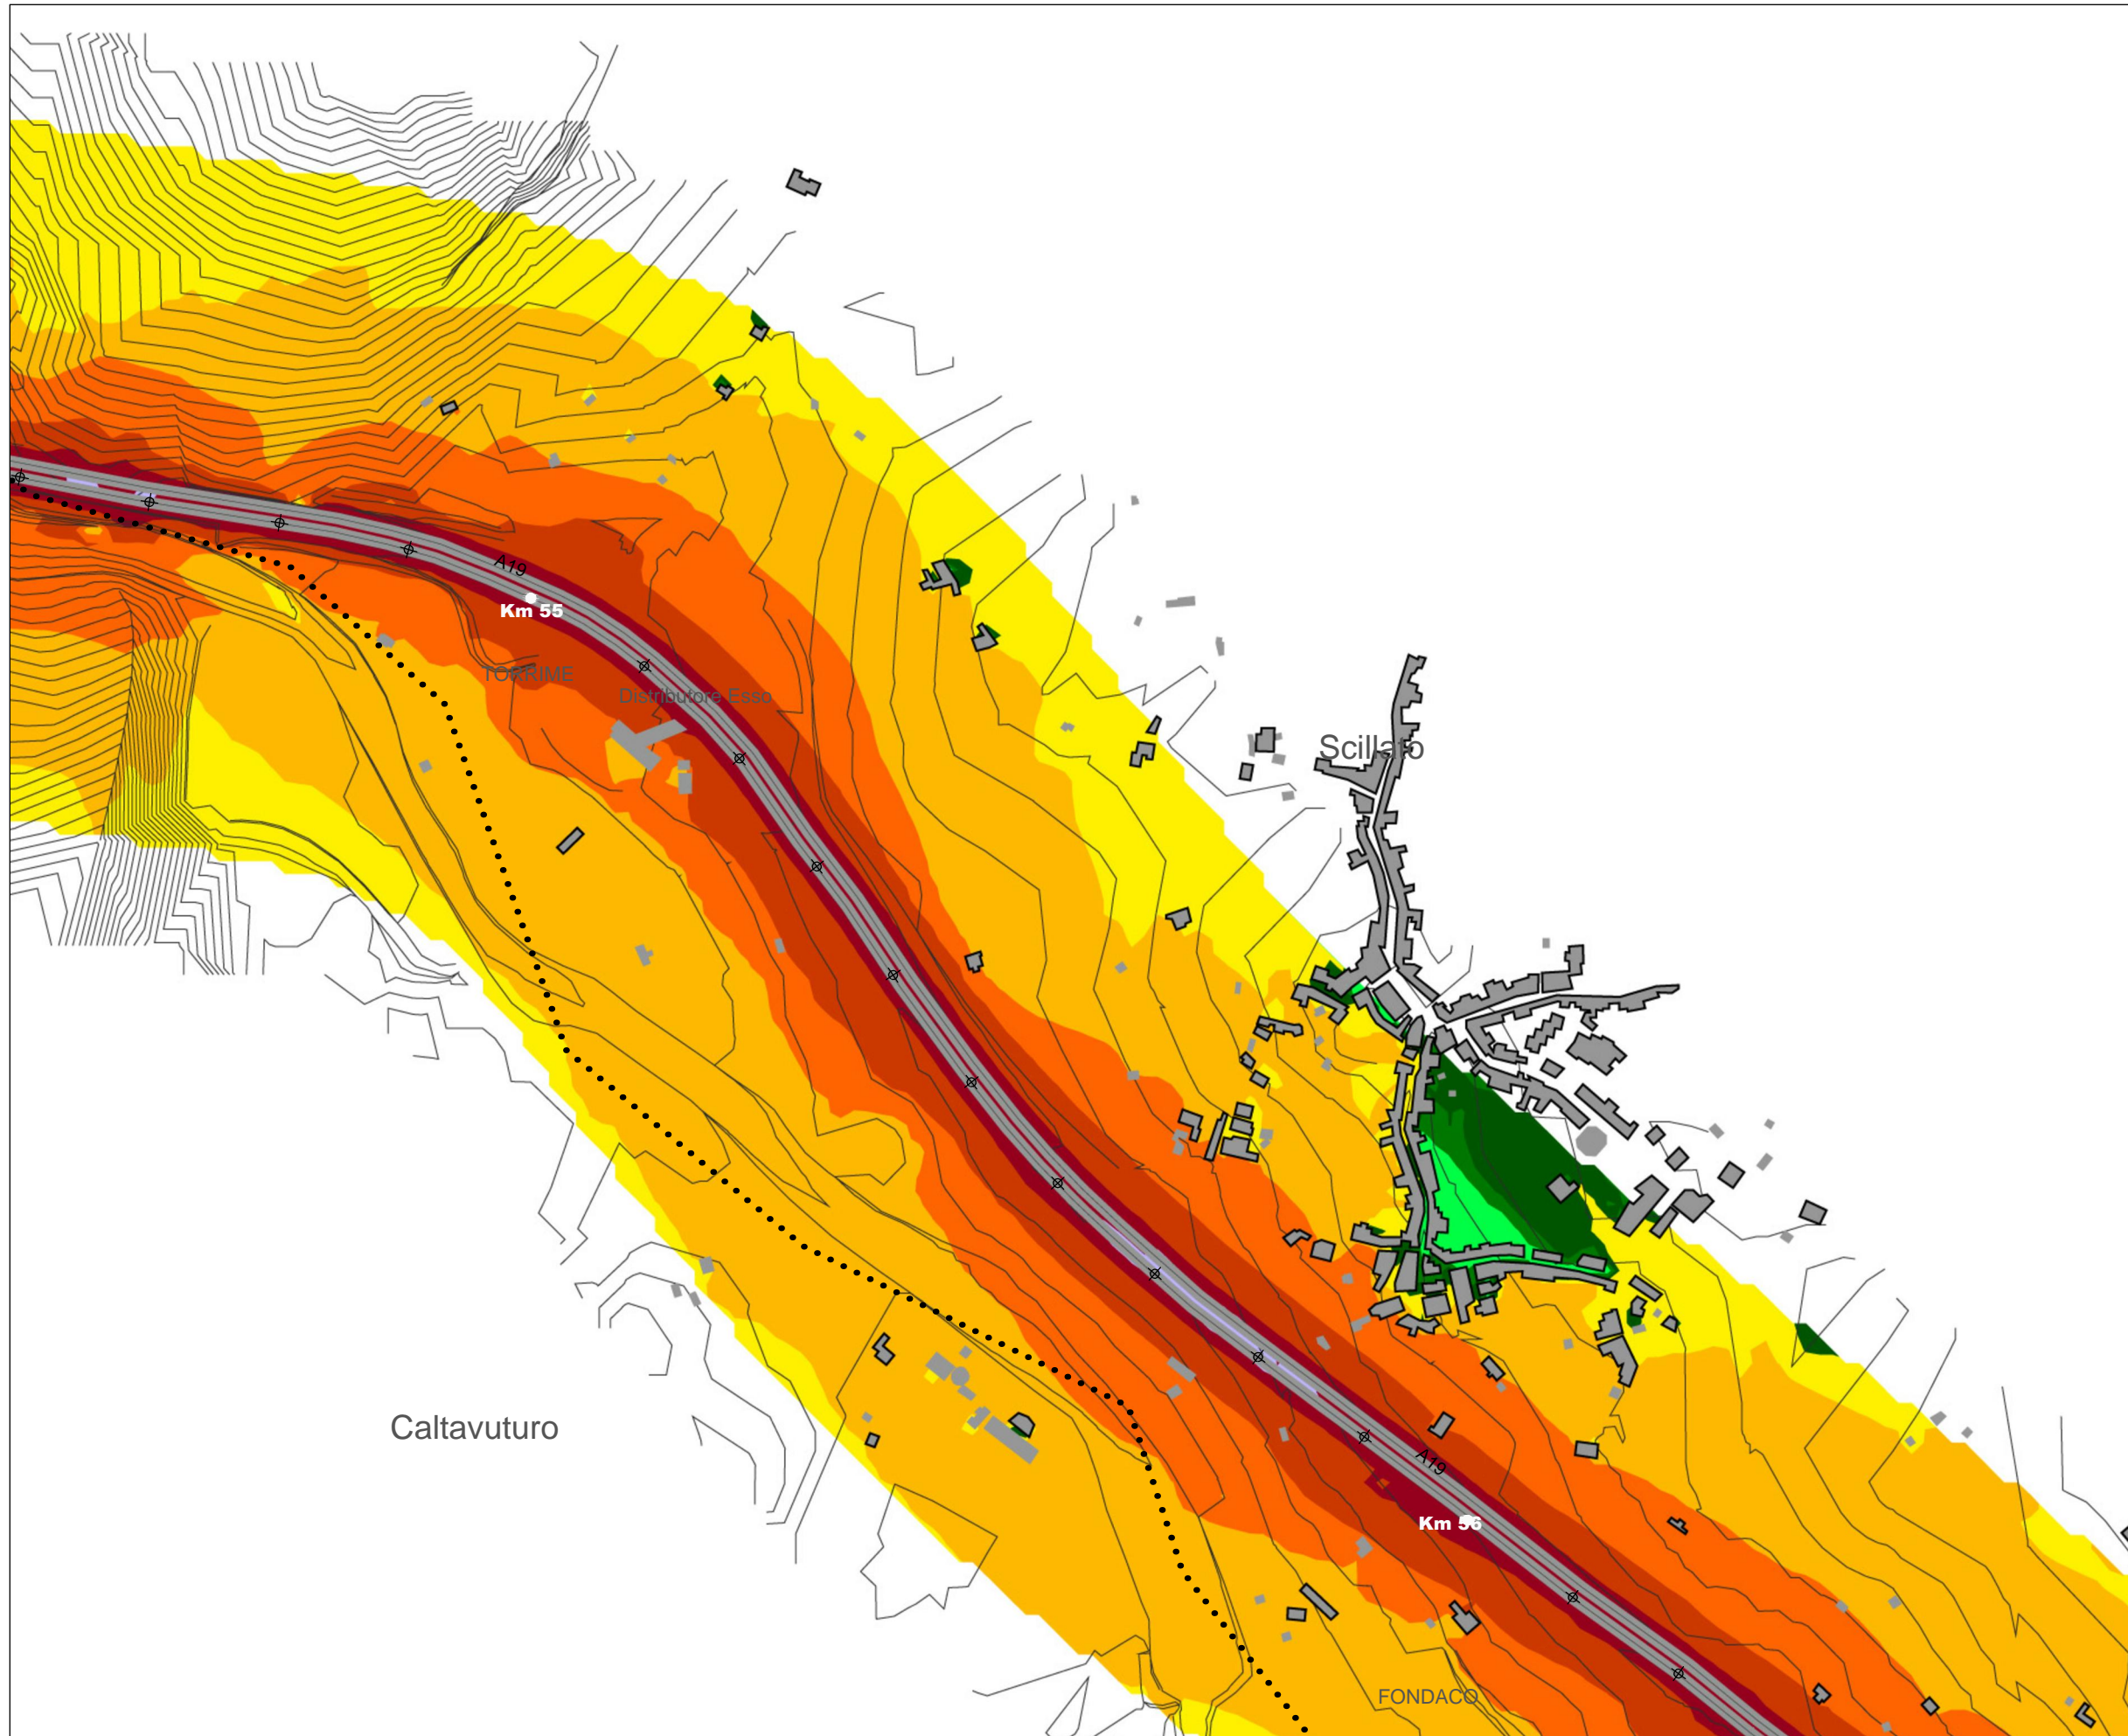 A19
Km 55
TORRIME
Distributore Esso
Scillato
Caltavuturo
A19
Km 56
FONDACO